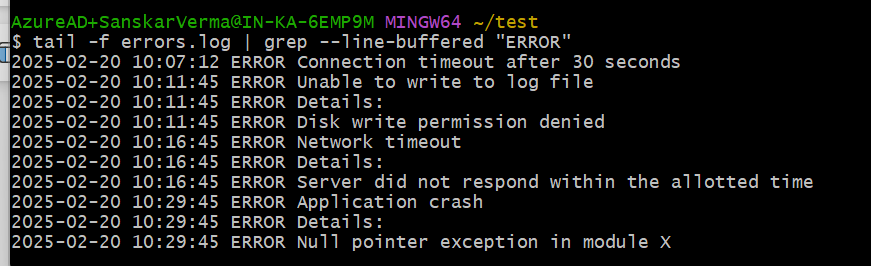 AzureAD+SanskarVerma@IN-KA-6EMP9M MINGW64 ~/test
$ tail -f errors.log | grep --line-buffered "ERROR"
2025-02-20 10:07:12 ERROR Connection timeout after 30 seconds
2025-02-20 10:11:45 ERROR Unable to write to log file
2025-02-20 10:11:45 ERROR Details:
2025-02-20 10:11:45 ERROR Disk write permission denied
2025-02-20 10:16:45 ERROR Network timeout
2025-02-20 10:16:45 ERROR Details:
2025-02-20 10:16:45 ERROR Server did not respond within the allotted time
2025-02-20 10:29:45 ERROR Application crash
2025-02-20 10:29:45 ERROR Details:
2025-02-20 10:29:45 ERROR Null pointer exception in module X